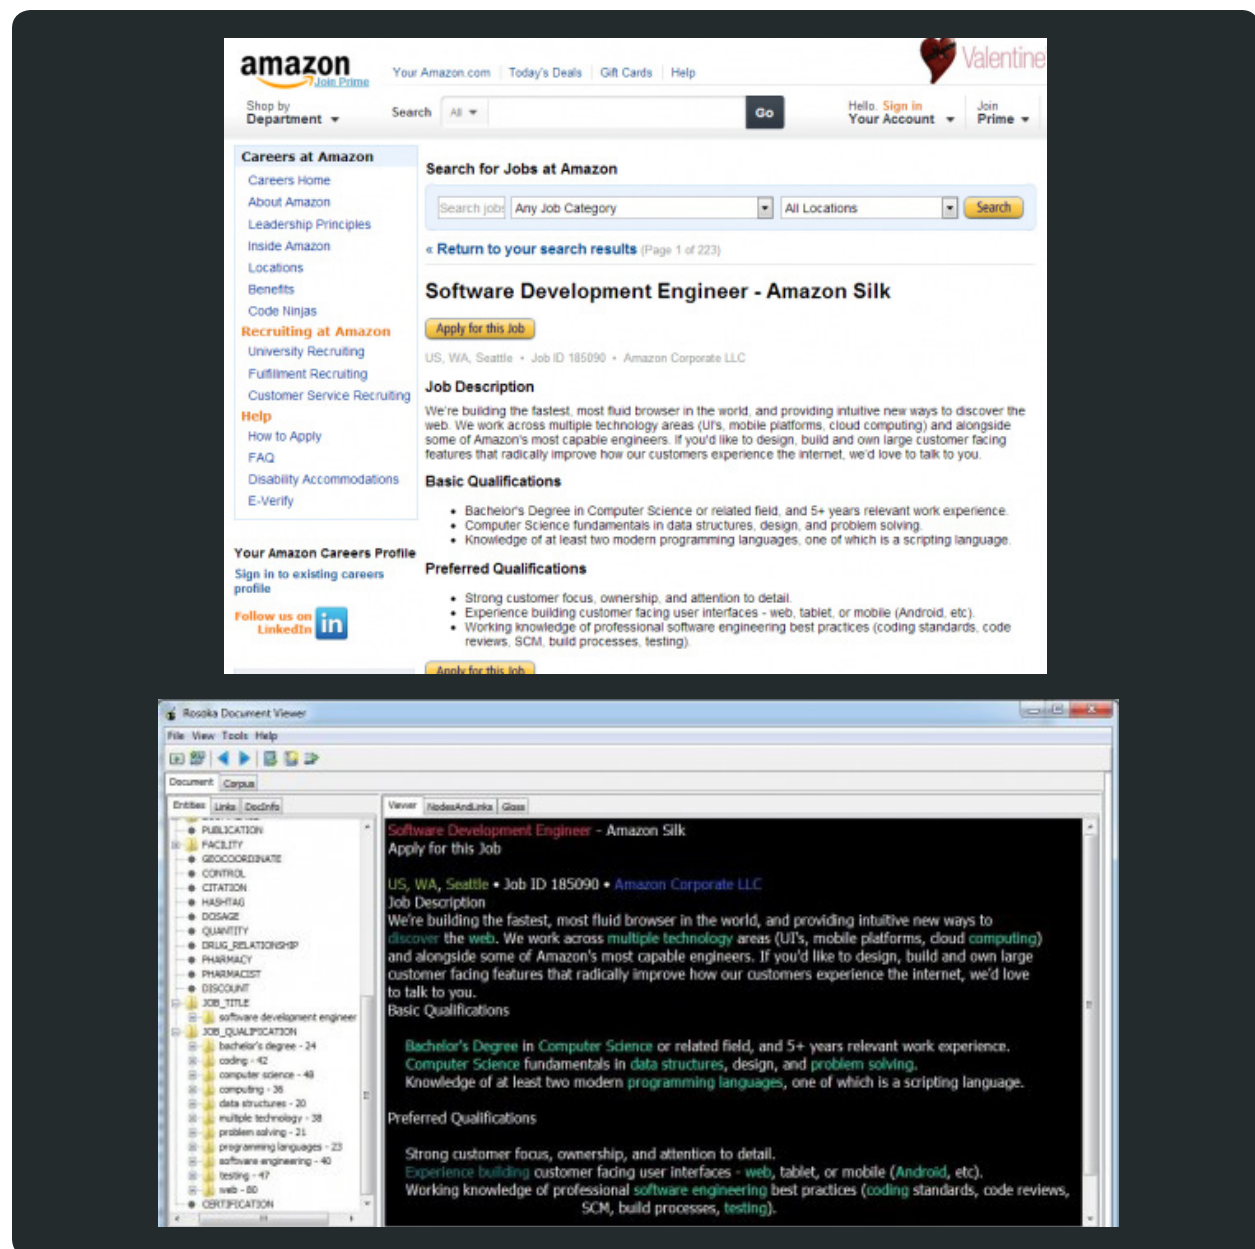 amazon
Join Prime
Your Amazon.com
Today's Deals
Gift Cards
Help
Valentine
Shop by
Department
Search
All
Go
Hello. Sign in
Your Account
Join
Prime
Careers at Amazon
Careers Home
About Amazon
Leadership Principles
Inside Amazon
Locations
Benefits
Code Ninjas
Recruiting at Amazon
University Recruiting
Fulfillment Recruiting
Customer Service Recruiting
Help
How to Apply
FAQ
Disability Accommodations
E-Verify
Your Amazon Careers Profile
Sign in to existing careers
profile
Follow us on
LinkedIn in
Search for Jobs at Amazon
Search jobs
Any Job Category
All Locations
Search
« Return to your search results (Page 1 of 223)
Software Development Engineer - Amazon Silk
Apply for this Job
US, WA, Seattle • Job ID 185090 • Amazon Corporate LLC
Job Description
We're building the fastest, most fluid browser in the world, and providing intuitive new ways to discover the
web. We work across multiple technology areas (UI's, mobile platforms, cloud computing) and alongside
some of Amazon's most capable engineers. If you'd like to design, build and own large customer facing
features that radically improve how our customers experience the internet, we'd love to talk to you.
Basic Qualifications
• Bachelor's Degree in Computer Science or related field, and 5+ years relevant work experience.
• Computer Science fundamentals in data structures, design, and problem solving.
• Knowledge of at least two modern programming languages, one of which is a scripting language.
Preferred Qualifications
• Strong customer focus, ownership, and attention to detail.
• Experience building customer facing user interfaces - web, tablet, or mobile (Android, etc).
• Working knowledge of professional software engineering best practices (coding standards, code
reviews, SCM, build processes, testing).
Apply for this Job
Rosoka Document Viewer
File View Tools Help
Document Corpus
Entities Links DocInfo
PUBLICATION
FACILITY
GEOCOORDINATE
CONTROL
CITATION
HASHTAG
DOSAGE
QUANTITY
DRUG_RELATIONSHIP
PHARMACY
PHARMACIST
DISCOUNT
JOB_TITLE
software development engineer
JOB_QUALIFICATION
bachelor's degree - 24
coding - 42
computer science - 48
computing - 36
data structures - 20
multiple technology - 38
problem solving - 21
programming languages - 23
software engineering - 40
testing - 47
web - 80
CERTIFICATION
Viewer NodesAndLinks Gloss
Software Development Engineer - Amazon Silk
Apply for this Job
US, WA, Seattle • Job ID 185090 • Amazon Corporate LLC
Job Description
We're building the fastest, most fluid browser in the world, and providing intuitive new ways to
discover the web. We work across multiple technology areas (UI's, mobile platforms, cloud computing)
and alongside some of Amazon's most capable engineers. If you'd like to design, build and own large
customer facing features that radically improve how our customers experience the internet, we'd love
to talk to you.
Basic Qualifications
Bachelor's Degree in Computer Science or related field, and 5+ years relevant work experience.
Computer Science fundamentals in data structures, design, and problem solving.
Knowledge of at least two modern programming languages, one of which is a scripting language.
Preferred Qualifications
Strong customer focus, ownership, and attention to detail.
Experience building customer facing user interfaces - web, tablet, or mobile (Android, etc).
Working knowledge of professional software engineering best practices (coding standards, code reviews,
SCM, build processes, testing).